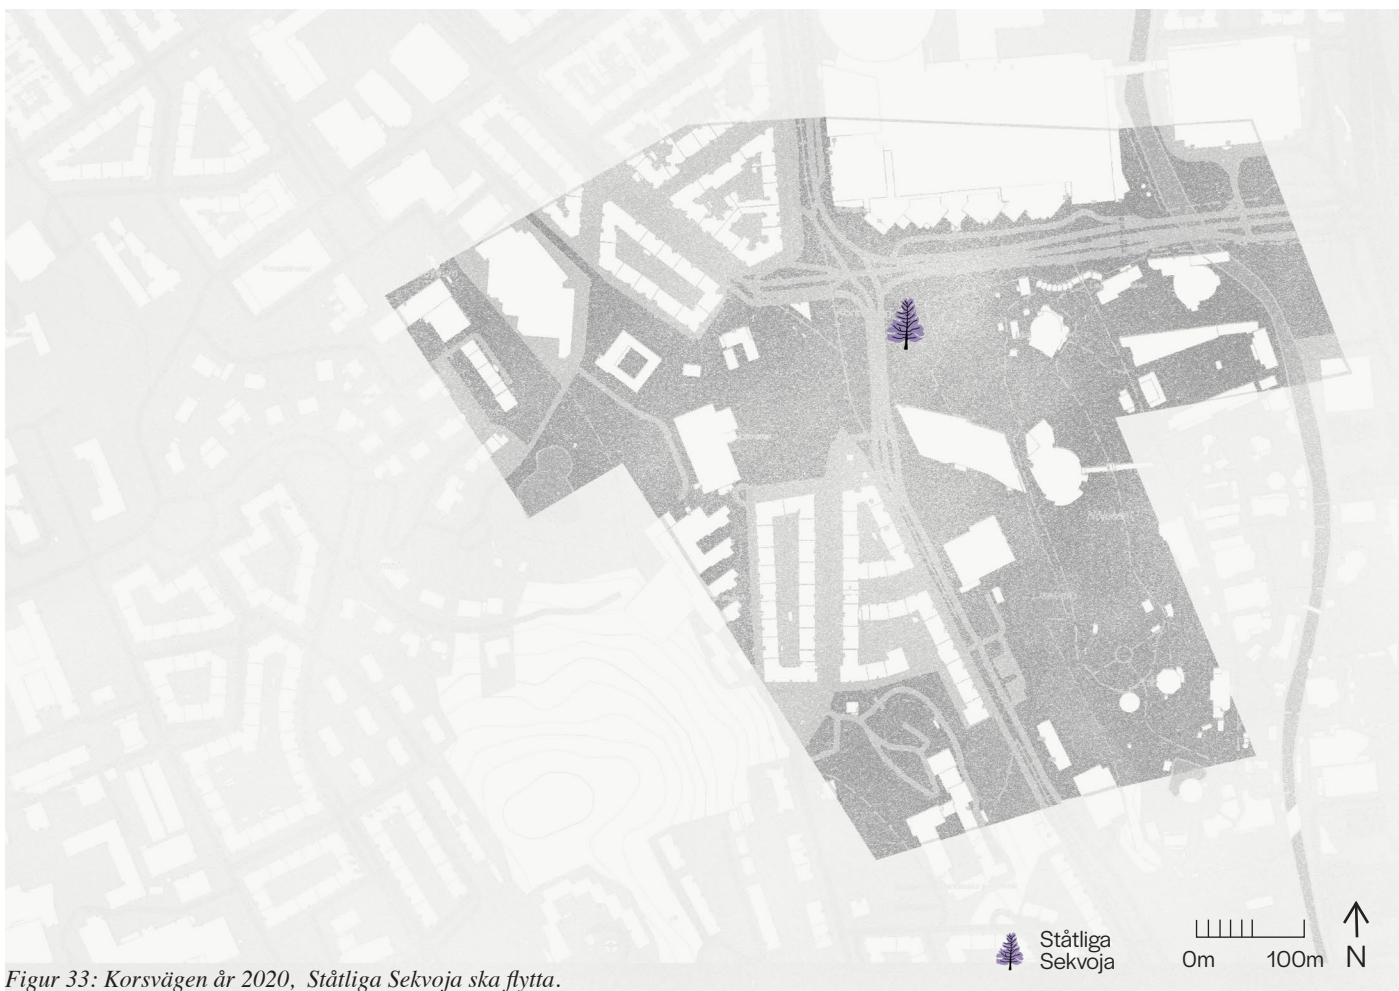 Ståtliga
Sekvoja
0m 100m N
Figur 33: Korsvägen år 2020, Ståtliga Sekvoja ska flytta.